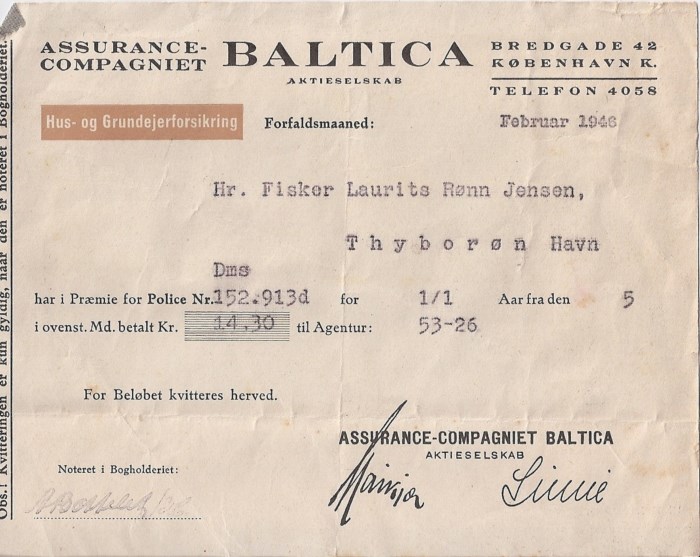 ASSURANCE-
COMPAGNIET
BALTICA
AKTIESELSKAB
BREDGADE 42
KØBENHAVN K.
TELEFON 4058
Hus- og Grundejerforsikring
Forfaldsmaaned: Februar 1946
Hr. Fisker Laurits Rønn Jensen,
Thyborøn Havn
Dms
har i Præmie for Police Nr. 152.913d for 1/1 Aar fra den 5
i ovenst. Md. betalt Kr. 14.30 til Agentur: 53-26
For Beløbet kvitteres herved.
ASSURANCE-COMPAGNIET BALTICA
AKTIESELSKAB
Noteret i Bogholderiet:
Obs.! Kvitteringen er kun gyldig, naar den er noteret i Bogholderiet.